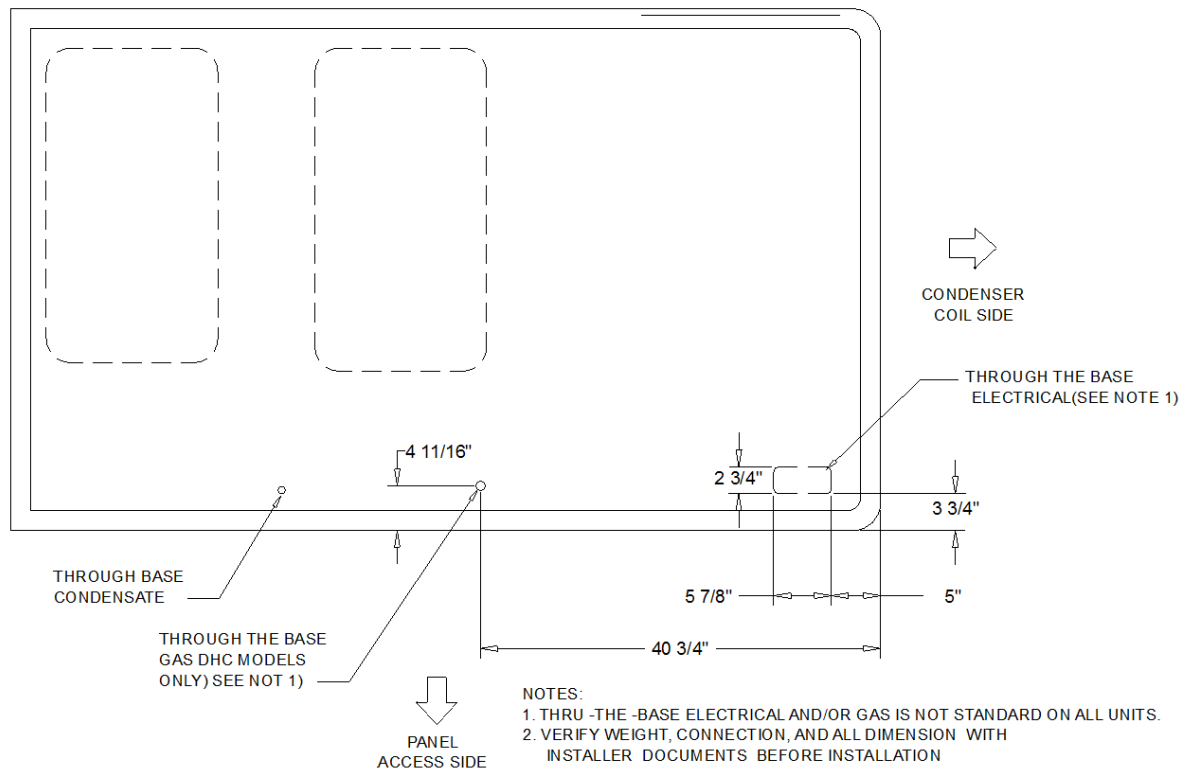 CONDENSER
COIL SIDE
THROUGH THE BASE
ELECTRICAL(SEE NOTE 1)
4 11/16"
2 3/4"
3 3/4"
THROUGH BASE
CONDENSATE
5 7/8"
5"
THROUGH THE BASE
GAS DHC MODELS
ONLY) SEE NOT 1)
40 3/4"
PANEL
ACCESS SIDE
NOTES:
1. THRU -THE -BASE ELECTRICAL AND/OR GAS IS NOT STANDARD ON ALL UNITS.
2. VERIFY WEIGHT, CONNECTION, AND ALL DIMENSION WITH
INSTALLER DOCUMENTS BEFORE INSTALLATION